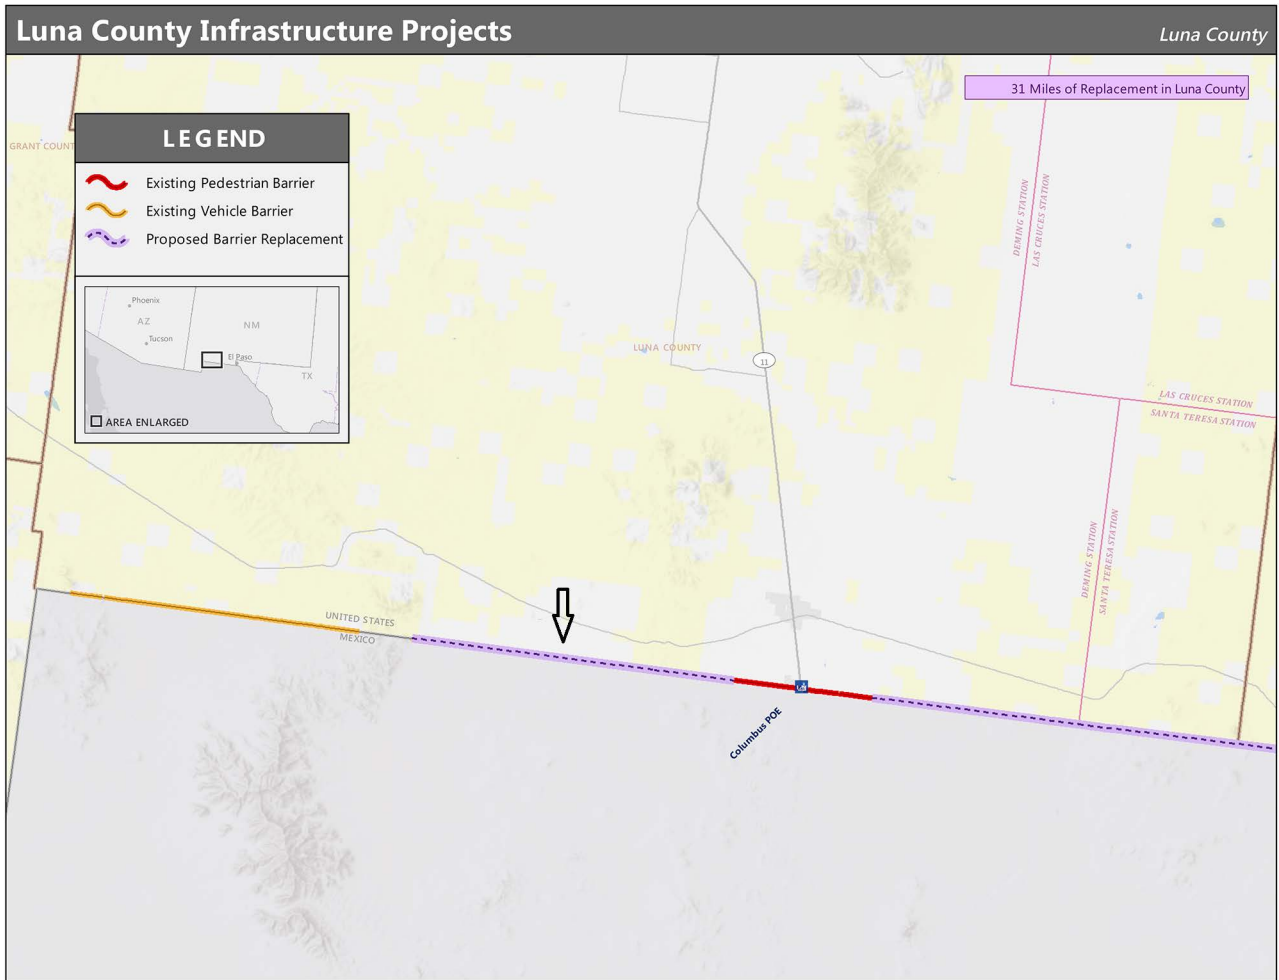 Luna County Infrastructure Projects
Luna County
31 Miles of Replacement in Luna County
LEGEND
Existing Pedestrian Barrier
Existing Vehicle Barrier
Proposed Barrier Replacement
Phoenix
AZ
NM
Tucson
El Paso
TX
AREA ENLARGED
GRANT COUNT
DEMING STATION
LAS CRUCES STATION
LUNA COUNTY
11
LAS CRUCES STATION
SANTA TERESA STATION
DEMING STATION
SANTA TERESA STATION
UNITED STATES
MEXICO
Columbus POE